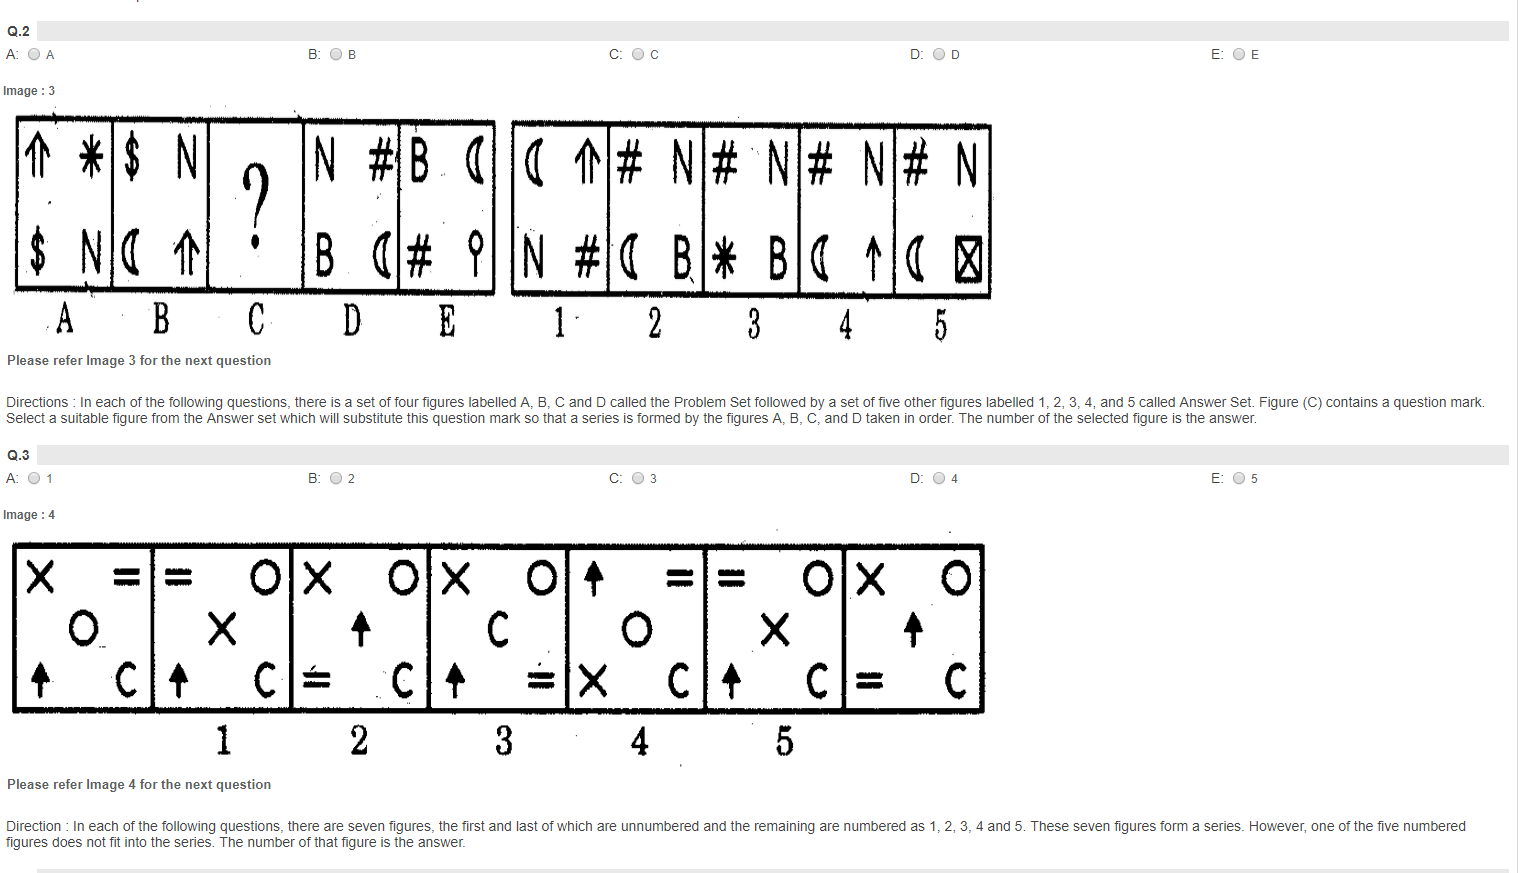 Q.2
A: A B: B C: C D: D E: E
Image : 3
⇑ * $ N N # B ☾ ☾ ⇑ # N # N # N # N
?
$ N ☾ ⇑ B ☾ # ⚲ N # ☾ B * B ☾ ↑ ☾ ⊠
A B C D E 1 2 3 4 5
Please refer Image 3 for the next question
Directions : In each of the following questions, there is a set of four figures labelled A, B, C and D called the Problem Set followed by a set of five other figures labelled 1, 2, 3, 4, and 5 called Answer Set. Figure (C) contains a question mark.
Select a suitable figure from the Answer set which will substitute this question mark so that a series is formed by the figures A, B, C, and D taken in order. The number of the selected figure is the answer.
Q.3
A: 1 B: 2 C: 3 D: 4 E: 5
Image : 4
X = = O X O X O ↑ = = O X O
O X ↑ C O X ↑
↑ C ↑ C = C ↑ = X C ↑ C = C
1 2 3 4 5
Please refer Image 4 for the next question
Direction : In each of the following questions, there are seven figures, the first and last of which are unnumbered and the remaining are numbered as 1, 2, 3, 4 and 5. These seven figures form a series. However, one of the five numbered
figures does not fit into the series. The number of that figure is the answer.